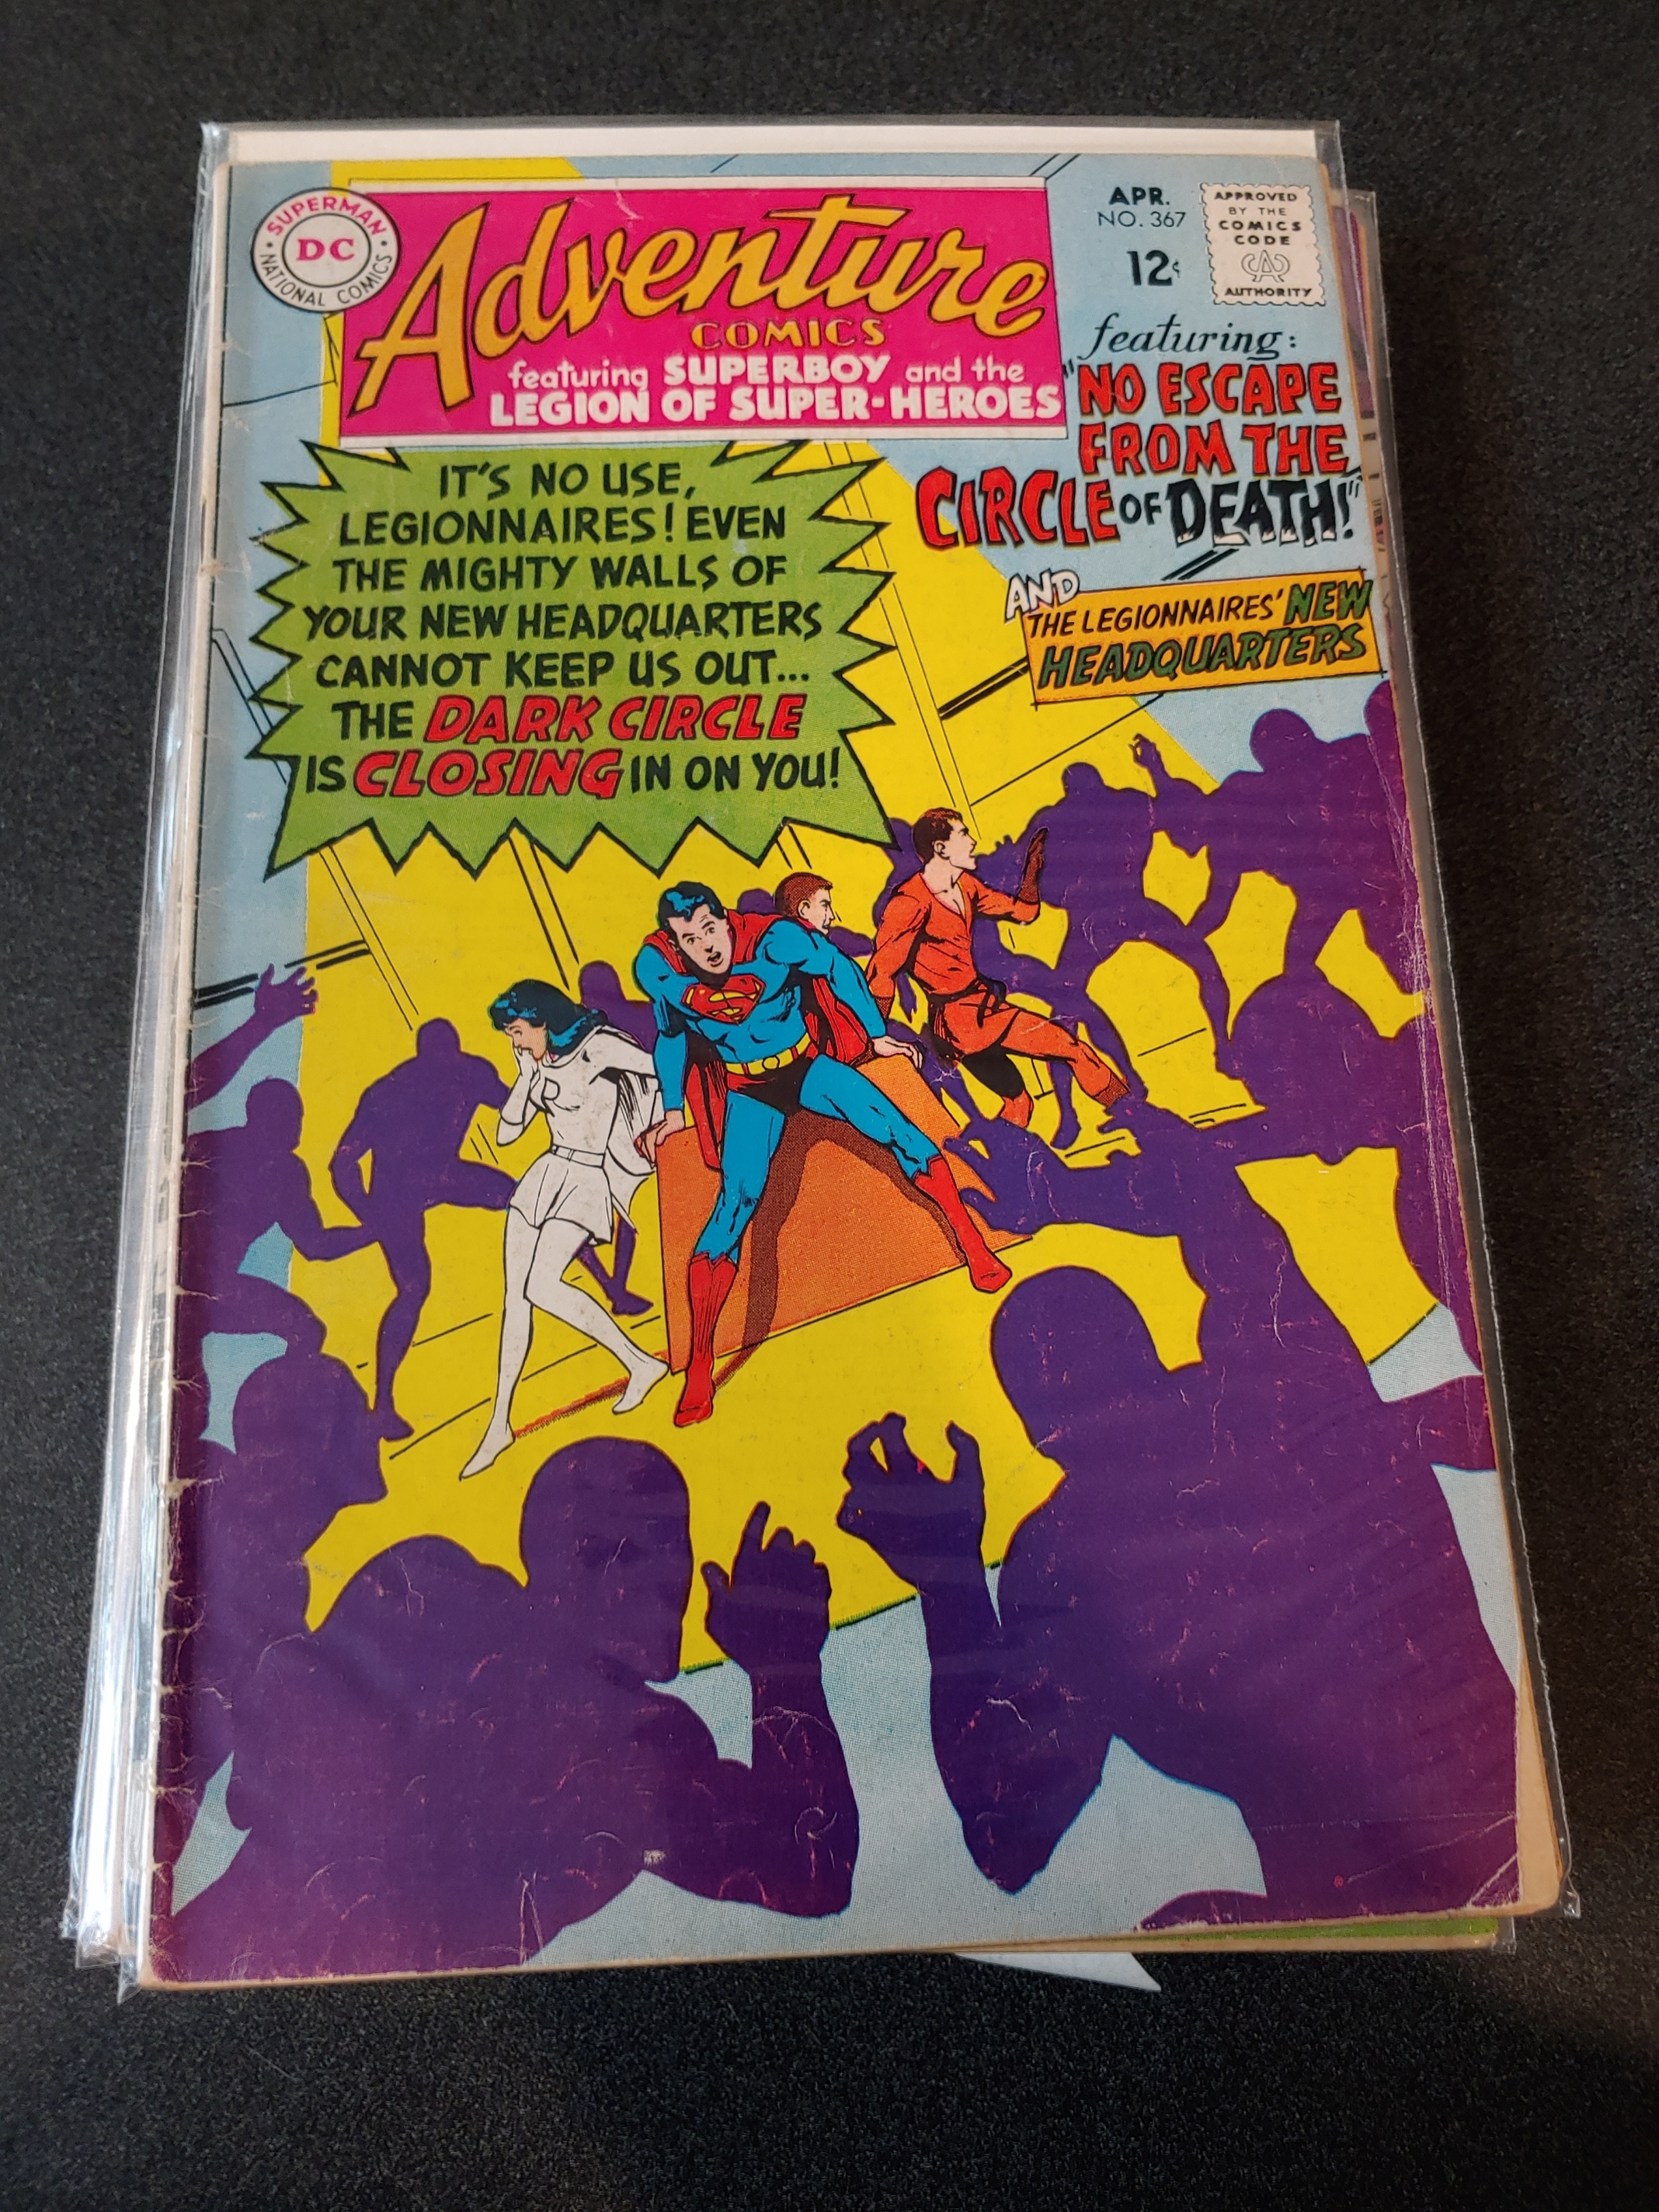 SUPERMAN
DC
NATIONAL COMICS
Adventure
COMICS
featuring SUPERBOY and the
LEGION OF SUPER-HEROES
APR.
NO. 367
12¢
APPROVED
BY THE
COMICS
CODE
CA
AUTHORITY
featuring:
"NO ESCAPE
FROM THE
CIRCLE OF DEATH!"
AND
THE LEGIONNAIRES' NEW
HEADQUARTERS
IT'S NO USE,
LEGIONNAIRES! EVEN
THE MIGHTY WALLS OF
YOUR NEW HEADQUARTERS
CANNOT KEEP US OUT...
THE DARK CIRCLE
IS CLOSING IN ON YOU!
S
P